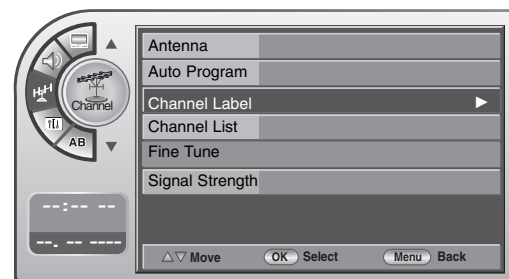 Antenna
Auto Program
Channel
Channel Label
Channel List
AB
Fine Tune
Signal Strength
--:-- --
--. -- ----
Move OK Select Menu Back